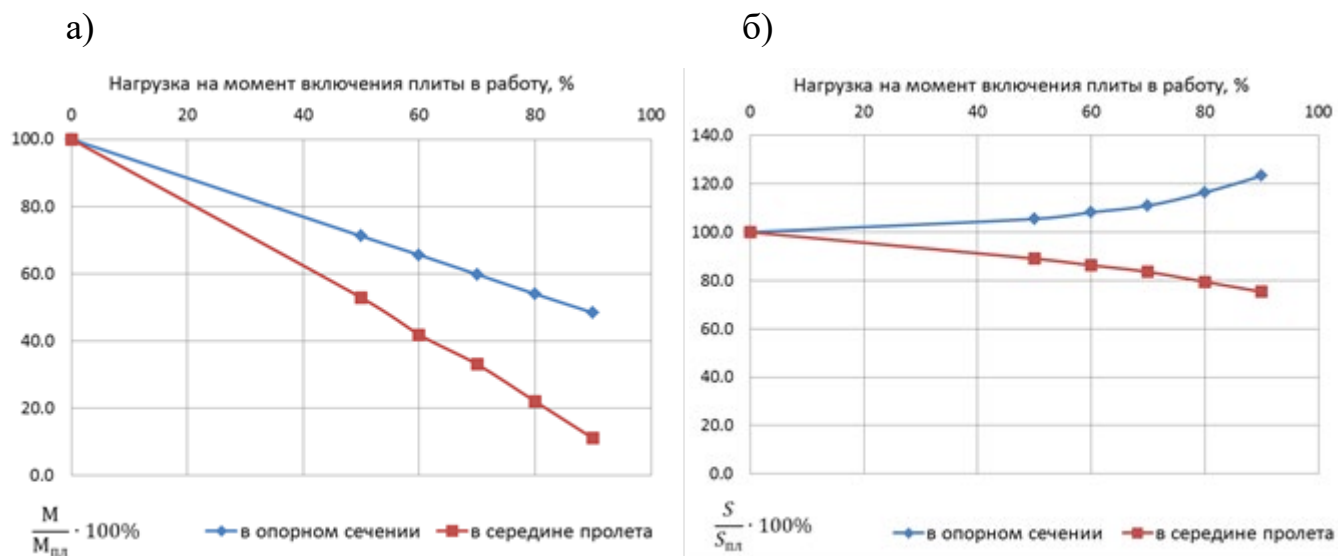 а)
Нагрузка на момент включения плиты в работу, %
0 20 40 60 80 100
100.0
80.0
60.0
40.0
20.0
0.0
M
Mпл
· 100%
в опорном сечении
в середине пролета
б)
Нагрузка на момент включения плиты в работу, %
0 20 40 60 80 100
140.0
120.0
100.0
80.0
60.0
40.0
20.0
0.0
S
Sпл
· 100%
в опорном сечении
в середине пролета